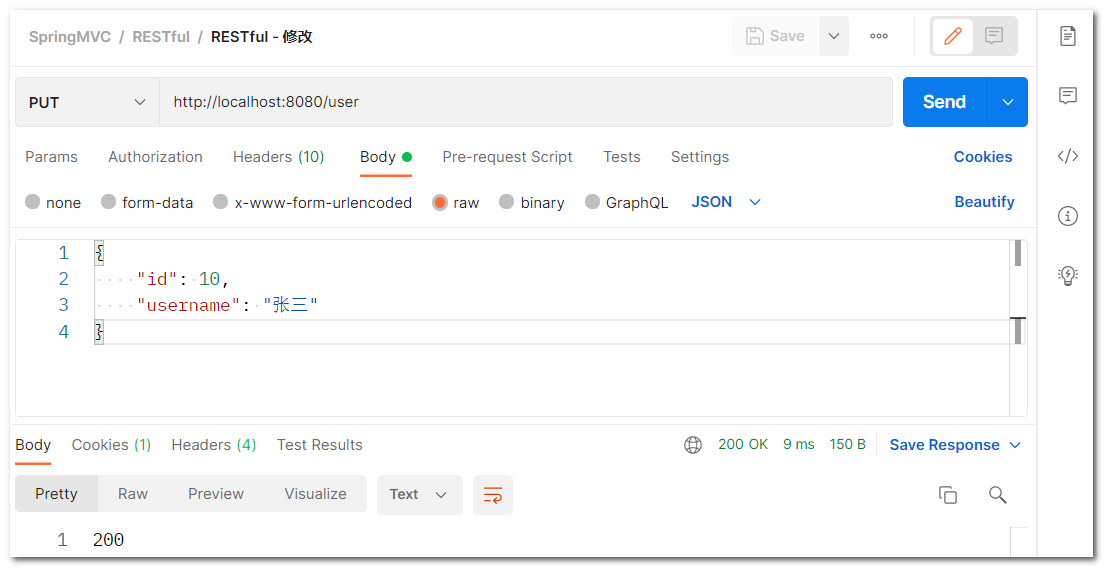 SpringMVC / RESTful / RESTful - 修改 Save
PUT http://localhost:8080/user Send
Params Authorization Headers (10) Body Pre-request Script Tests Settings Cookies
none form-data x-www-form-urlencoded raw binary GraphQL JSON Beautify
1 {
2 "id": 10,
3 "username": "张三"
4 }
Body Cookies (1) Headers (4) Test Results 200 OK 9 ms 150 B Save Response
Pretty Raw Preview Visualize Text
1 200